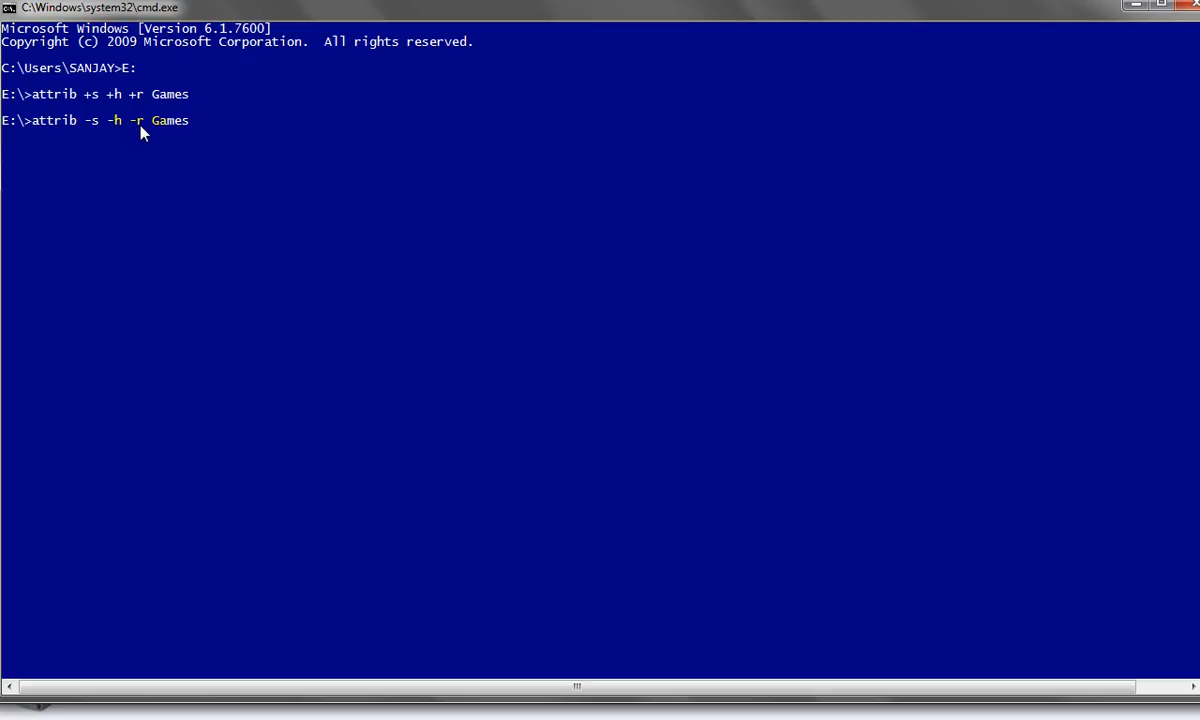 C:\Windows\system32\cmd.exe
Microsoft Windows [Version 6.1.7600]
Copyright (c) 2009 Microsoft Corporation.  All rights reserved.
C:\Users\SANJAY>E:
E:\>attrib +s +h +r Games
E:\>attrib -s -h -r Games